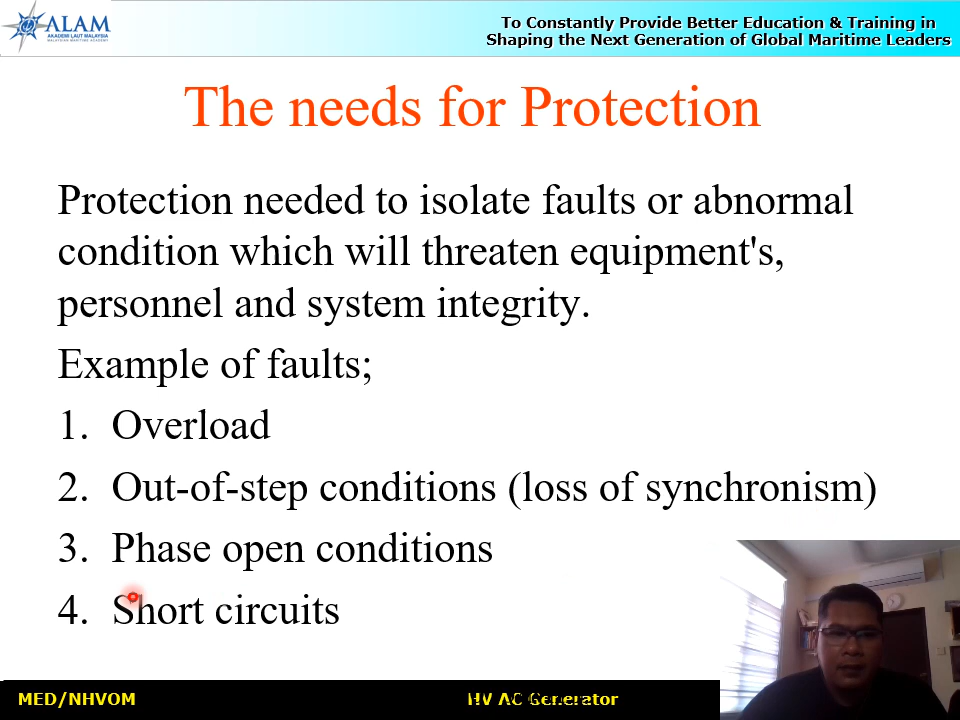 ALAM
AKADEMI LAUT MALAYSIA
MALAYSIAN MARITIME ACADEMY
To Constantly Provide Better Education & Training in
Shaping the Next Generation of Global Maritime Leaders
The needs for Protection
Protection needed to isolate faults or abnormal
condition which will threaten equipment's,
personnel and system integrity.
Example of faults;
1. Overload
2. Out-of-step conditions (loss of synchronism)
3. Phase open conditions
4. Short circuits
MED/NHVOM
HV AC Generator